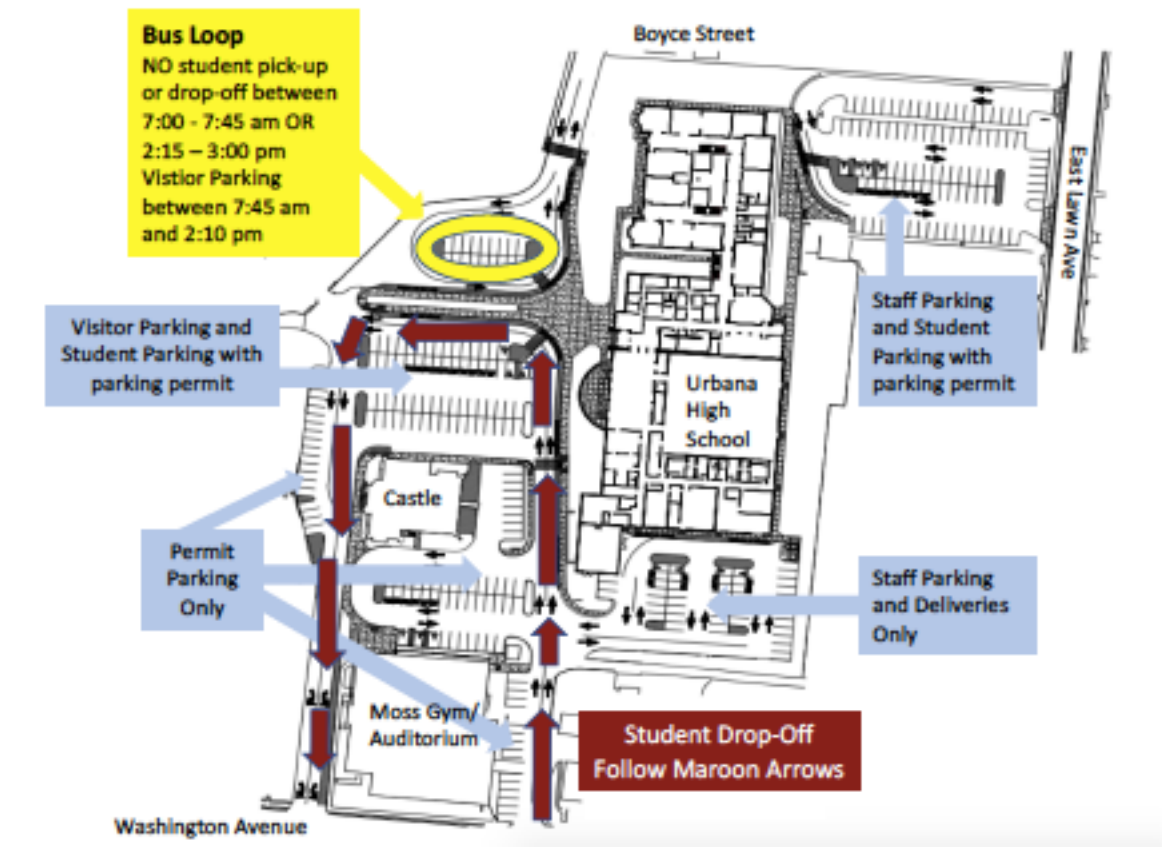 Bus Loop
NO student pick-up
or drop-off between
7:00 - 7:45 am OR
2:15 – 3:00 pm
Vistior Parking
between 7:45 am
and 2:10 pm
Boyce Street
East Lawn Ave
Visitor Parking and
Student Parking with
parking permit
Staff Parking
and Student
Parking with
parking permit
Urbana
High
School
Castle
Permit
Parking
Only
Staff Parking
and Deliveries
Only
Moss Gym/
Auditorium
Student Drop-Off
Follow Maroon Arrows
Washington Avenue